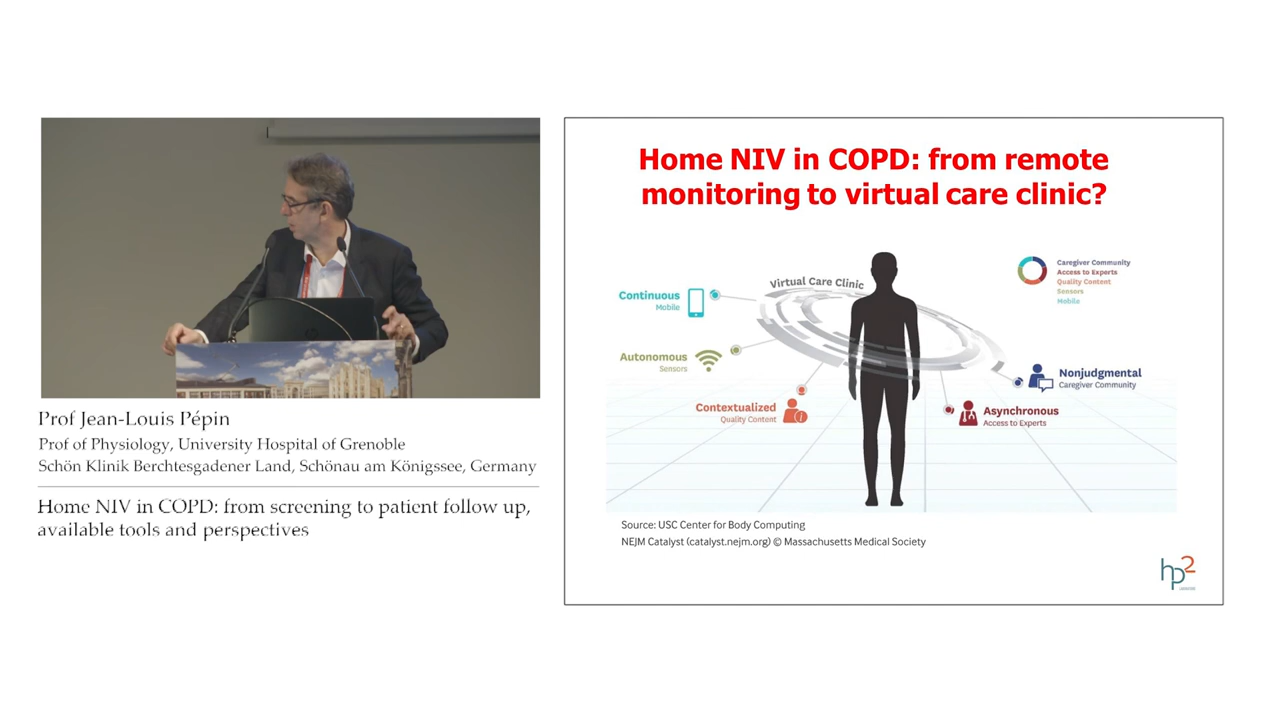 Prof Jean-Louis Pépin
Prof of Physiology, University Hospital of Grenoble
Schön Klinik Berchtesgadener Land, Schönau am Königssee, Germany
Home NIV in COPD: from screening to patient follow up,
available tools and perspectives
Home NIV in COPD: from remote
monitoring to virtual care clinic?
Virtual Care Clinic
Continuous
Mobile
Autonomous
Sensors
Contextualized
Quality Content
Caregiver Community
Access to Experts
Quality Content
Sensors
Mobile
Nonjudgmental
Caregiver Community
Asynchronous
Access to Experts
Source: USC Center for Body Computing
NEJM Catalyst (catalyst.nejm.org) © Massachusetts Medical Society
hp2